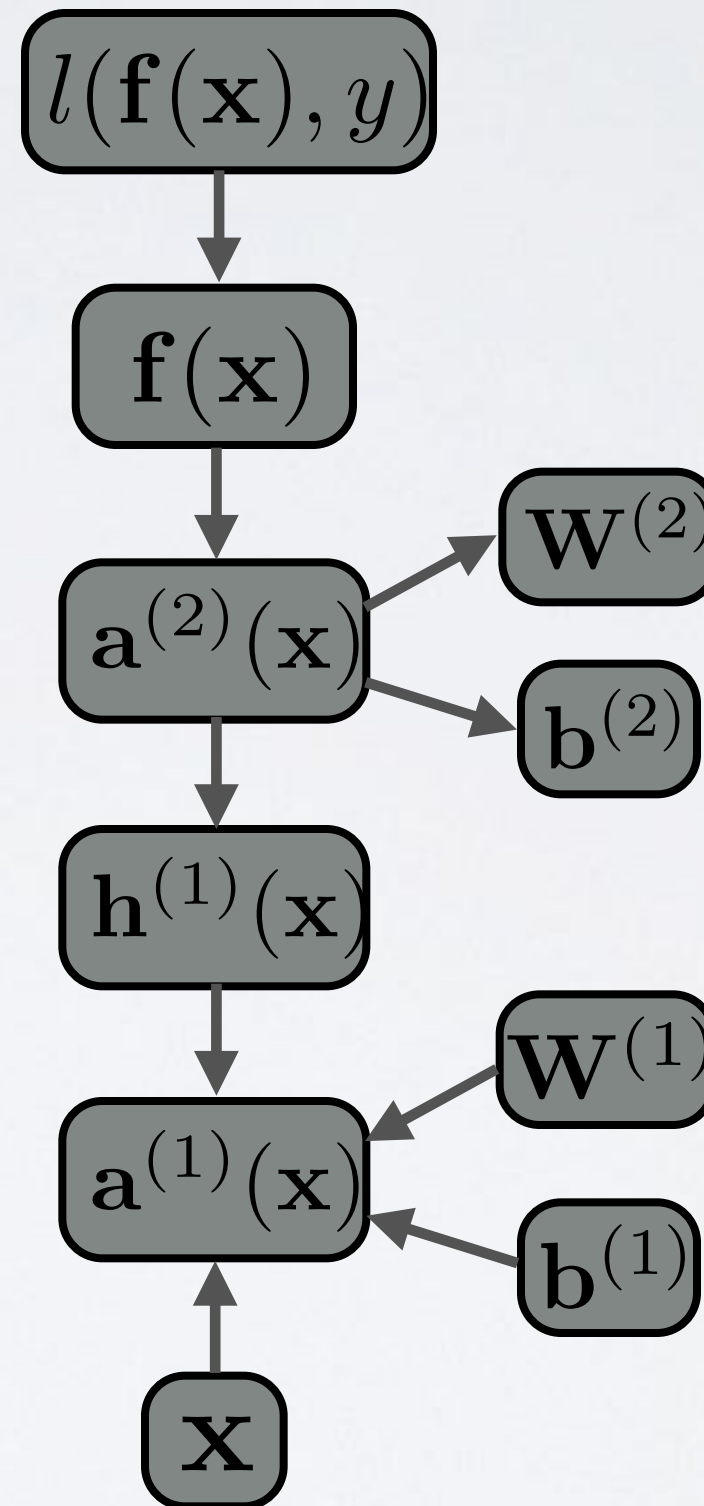 l(f(x), y)
f(x)
W^(2)
a^(2)(x)
b^(2)
h^(1)(x)
W^(1)
a^(1)(x)
b^(1)
x